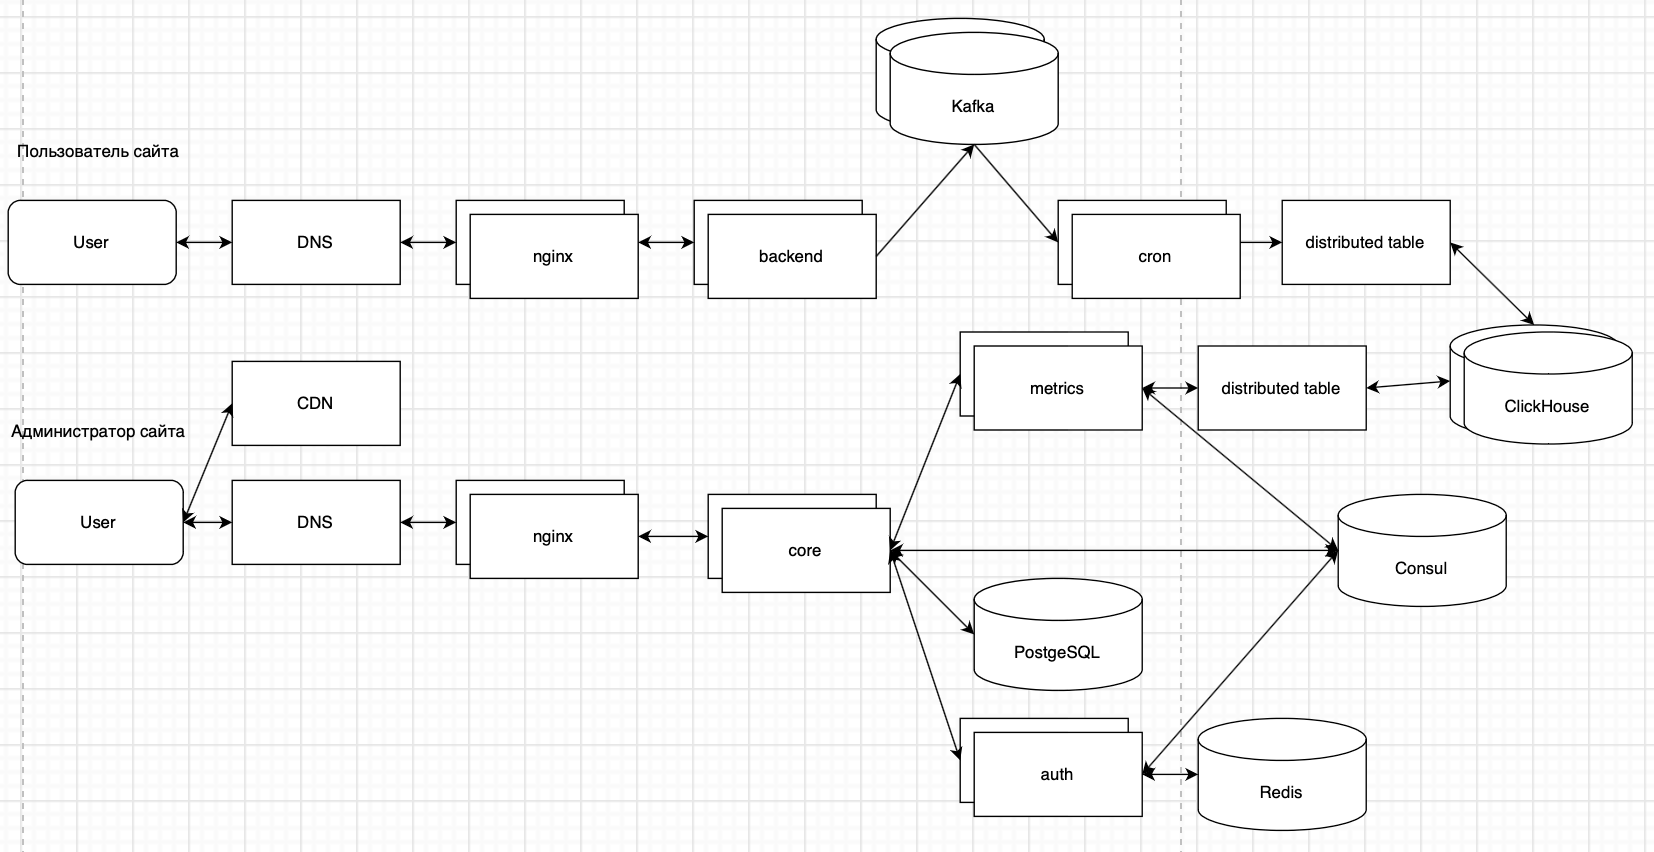 Kafka
Пользователь сайта
User
DNS
nginx
backend
cron
distributed table
metrics
distributed table
ClickHouse
CDN
Администратор сайта
User
DNS
nginx
core
Consul
PostgeSQL
auth
Redis